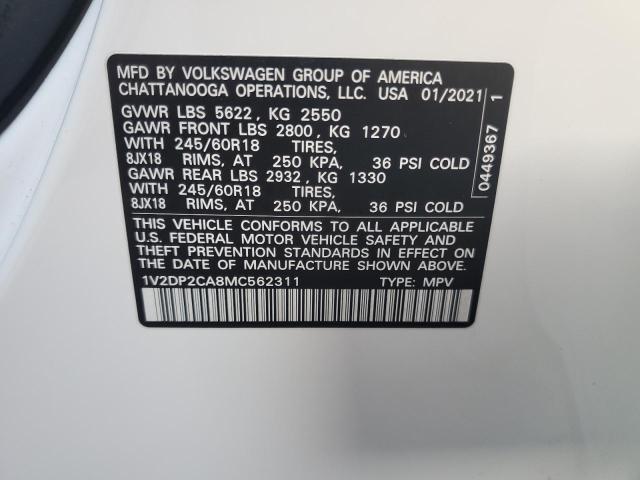 MFD BY VOLKSWAGEN GROUP OF AMERICA
CHATTANOOGA OPERATIONS, LLC. USA 01/2021
GVWR LBS 5622, KG 2550
GAWR FRONT LBS 2800, KG 1270
WITH 245/60R18 TIRES,
8JX18 RIMS, AT 250 KPA, 36 PSI COLD
GAWR REAR LBS 2932, KG 1330
WITH 245/60R18 TIRES,
8JX18 RIMS, AT 250 KPA, 36 PSI COLD
THIS VEHICLE CONFORMS TO ALL APPLICABLE
U.S. FEDERAL MOTOR VEHICLE SAFETY AND
THEFT PREVENTION STANDARDS IN EFFECT ON
THE DATE OF MANUFACTURE SHOWN ABOVE.
1V2DP2CA8MC562311 TYPE: MPV
0449367 1